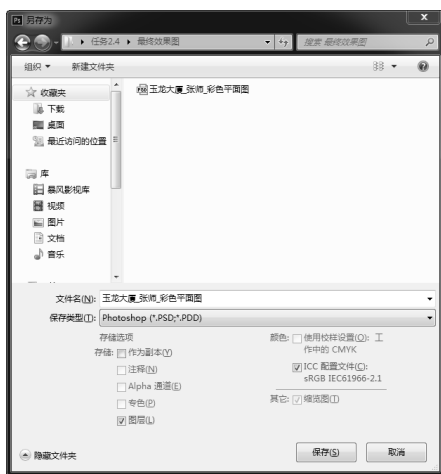 Ps 另存为
任务2.4 ▸ 最终效果图
搜索 最终效果图
组织 新建文件夹
收藏夹
下载
桌面
最近访问的位置
库
暴风影视库
视频
图片
文档
音乐
玉龙大厦_张帅_彩色平面图
文件名(N): 玉龙大厦_张帅_彩色平面图
保存类型(T): Photoshop (*.PSD;*.PDD)
存储选项
存储: 作为副本(Y)
注释(N)
Alpha 通道(E)
专色(P)
图层(L)
颜色: 使用校样设置(O): 工
作中的 CMYK
ICC 配置文件(C):
sRGB IEC61966-2.1
其它: 缩览图(T)
隐藏文件夹
保存(S) 取消